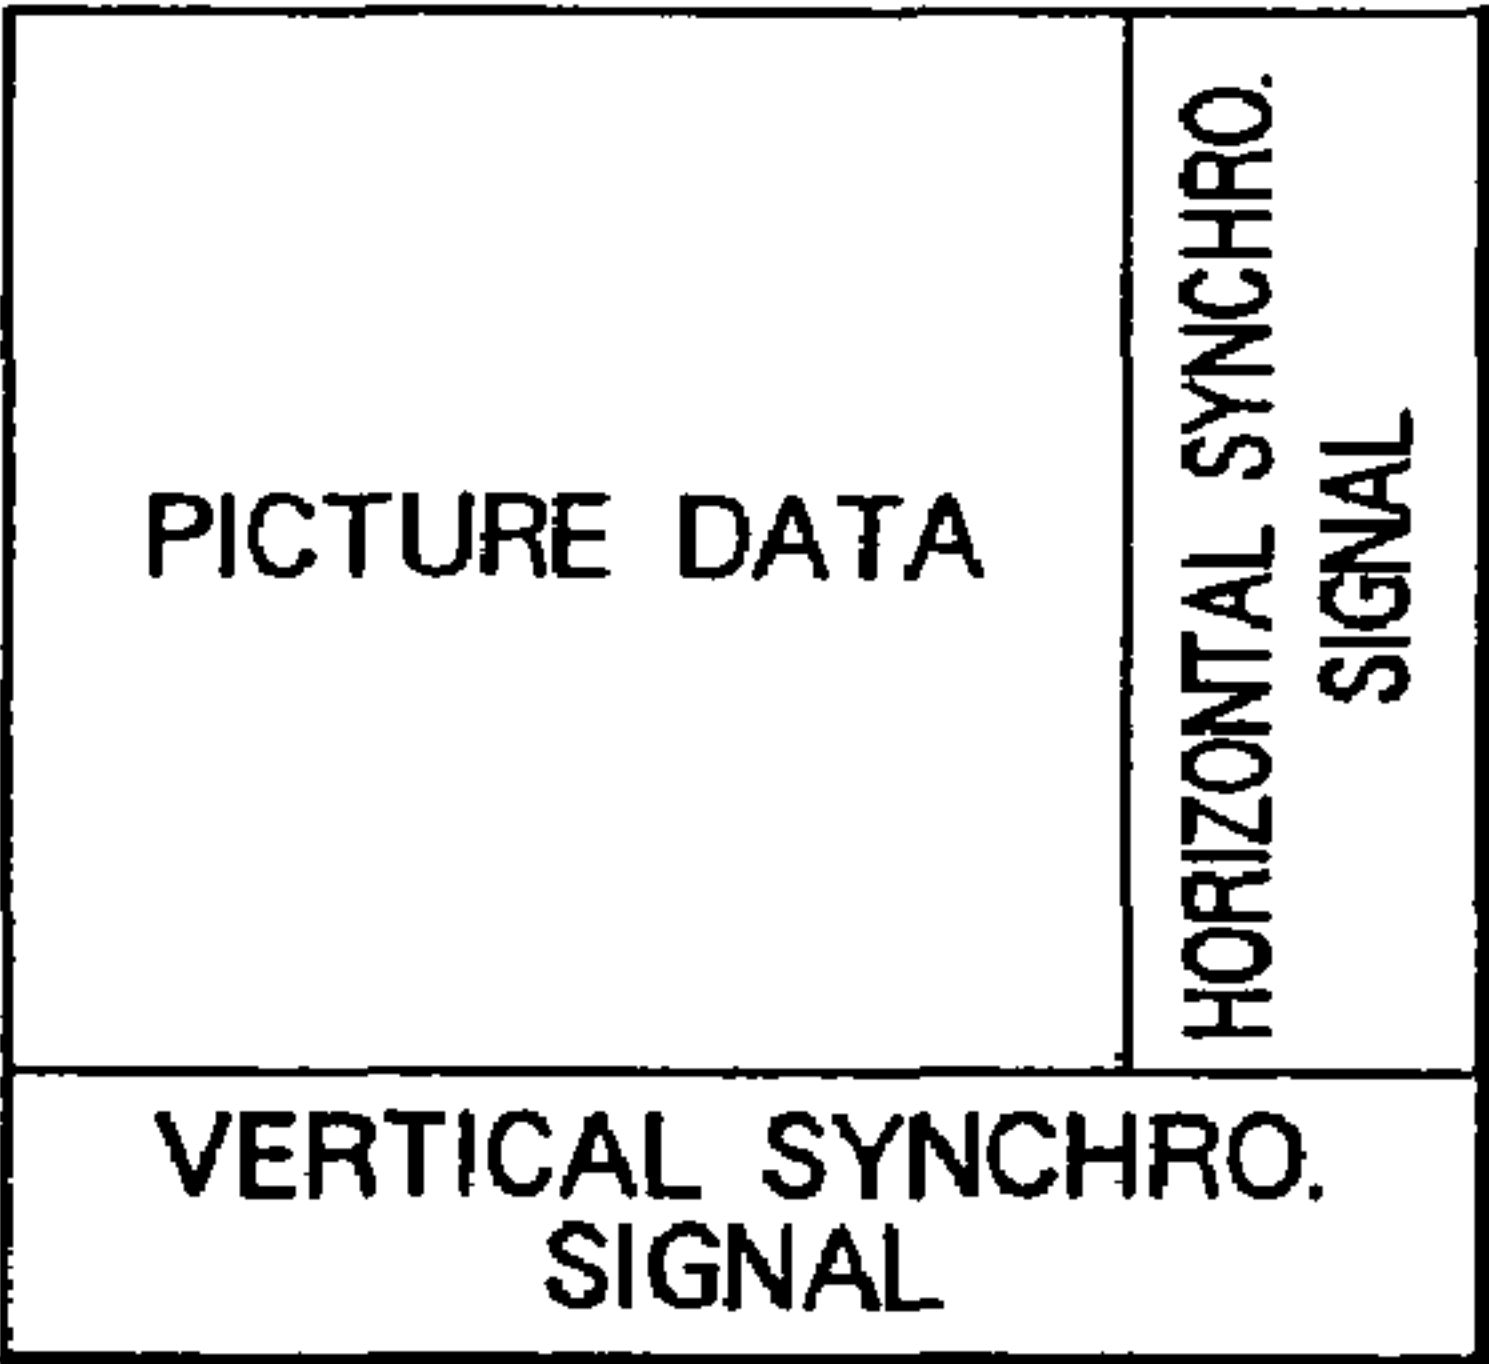 PICTURE DATA
HORIZONTAL SYNCHRO.
SIGNAL
VERTICAL SYNCHRO.
SIGNAL